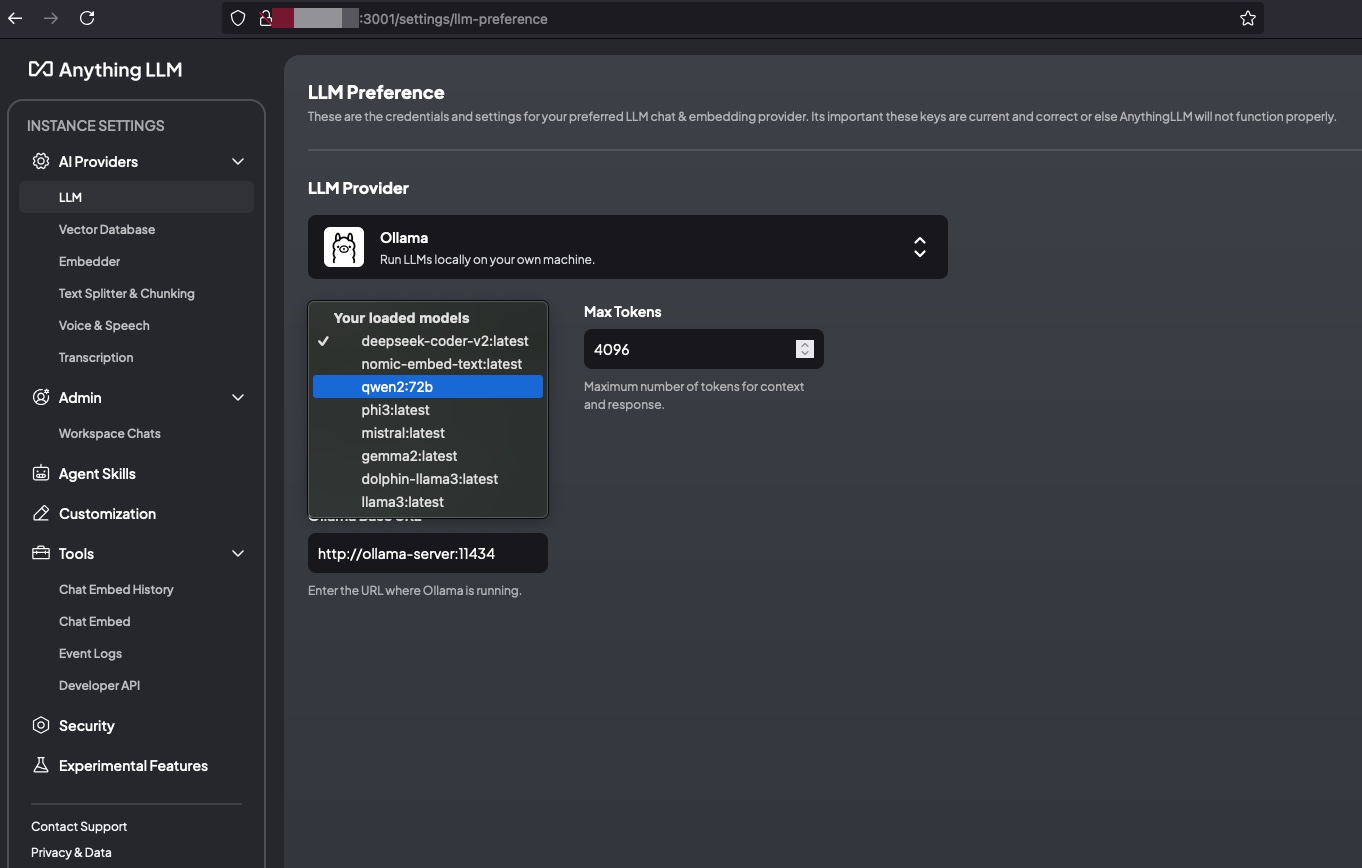 :3001/settings/llm-preference
Anything LLM
INSTANCE SETTINGS
AI Providers
LLM
Vector Database
Embedder
Text Splitter & Chunking
Voice & Speech
Transcription
Admin
Workspace Chats
Agent Skills
Customization
Tools
Chat Embed History
Chat Embed
Event Logs
Developer API
Security
Experimental Features
Contact Support
Privacy & Data
LLM Preference
These are the credentials and settings for your preferred LLM chat & embedding provider. Its important these keys are current and correct or else AnythingLLM will not function properly.
LLM Provider
Ollama
Run LLMs locally on your own machine.
Your loaded models
deepseek-coder-v2:latest
nomic-embed-text:latest
qwen2:72b
phi3:latest
mistral:latest
gemma2:latest
dolphin-llama3:latest
llama3:latest
Max Tokens
4096
Maximum number of tokens for context
and response.
Ollama Base URL
http://ollama-server:11434
Enter the URL where Ollama is running.